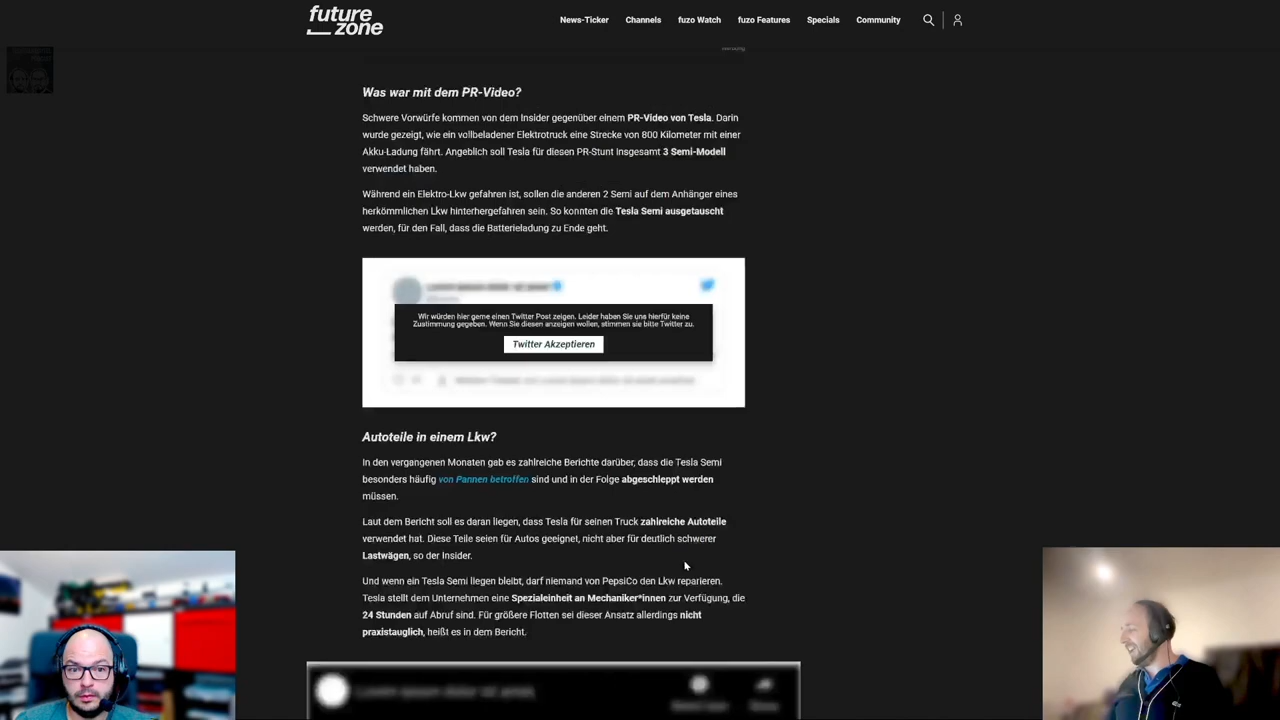 future
zone
News-Ticker
Channels
fuzo Watch
fuzo Features
Specials
Community
Werbung
Was war mit dem PR-Video?
Schwere Vorwürfe kommen von dem Insider gegenüber einem PR-Video von Tesla. Darin
wurde gezeigt, wie ein vollbeladener Elektrotruck eine Strecke von 800 Kilometer mit einer
Akku-Ladung fährt. Angeblich soll Tesla für diesen PR-Stunt Insgesamt 3 Semi-Modell
verwendet haben.
Während ein Elektro-Lkw gefahren ist, sollen die anderen 2 Semi auf dem Anhänger eines
herkömmlichen Lkw hinterhergefahren sein. So konnten die Tesla Semi ausgetauscht
werden, für den Fall, dass die Batterieladung zu Ende geht.
Wir würden hier gerne einen Twitter Post zeigen. Leider haben Sie uns hierfür keine
Zustimmung gegeben. Wenn Sie diesen anzeigen wollen, stimmen sie bitte Twitter zu.
Twitter Akzeptieren
Autoteile in einem Lkw?
In den vergangenen Monaten gab es zahlreiche Berichte darüber, dass die Tesla Semi
besonders häufig von Pannen betroffen sind und in der Folge abgeschleppt werden
müssen.
Laut dem Bericht soll es daran liegen, dass Tesla für seinen Truck zahlreiche Autoteile
verwendet hat. Diese Teile seien für Autos geeignet, nicht aber für deutlich schwerer
Lastwägen, so der Insider.
Und wenn ein Tesla Semi liegen bleibt, darf niemand von PepsiCo den Lkw reparieren.
Tesla stellt dem Unternehmen eine Spezialeinheit an Mechaniker*innen zur Verfügung, die
24 Stunden auf Abruf sind. Für größere Flotten sei dieser Ansatz allerdings nicht
praxistauglich, heißt es in dem Bericht.